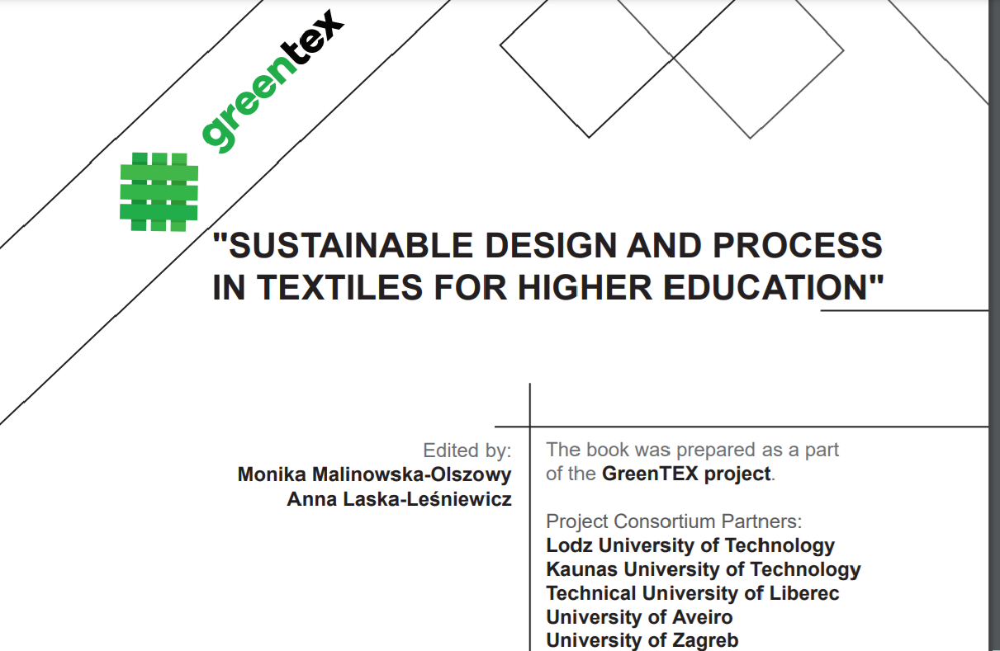 greentex
"SUSTAINABLE DESIGN AND PROCESS
IN TEXTILES FOR HIGHER EDUCATION"
Edited by:
Monika Malinowska-Olszowy
Anna Laska-Leśniewicz
The book was prepared as a part
of the GreenTEX project.
Project Consortium Partners:
Lodz University of Technology
Kaunas University of Technology
Technical University of Liberec
University of Aveiro
University of Zagreb